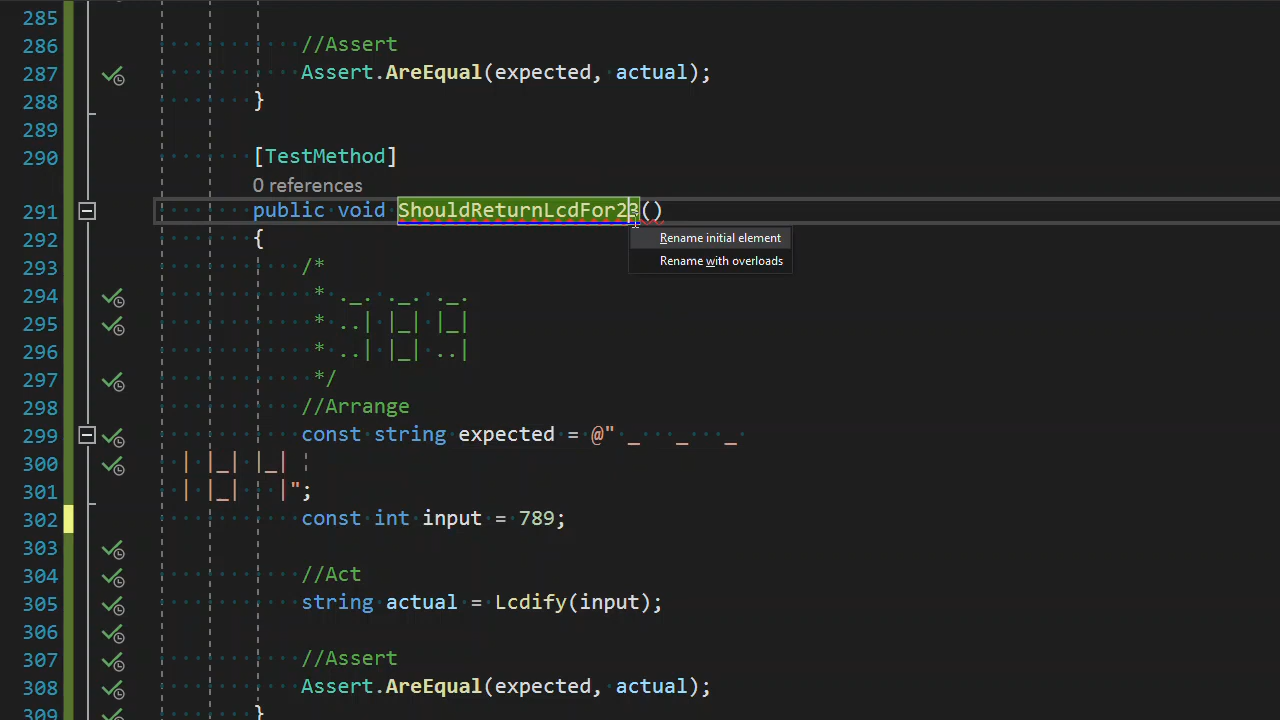 285
286 //Assert
287 Assert.AreEqual(expected, actual);
288 }
289
290 [TestMethod]
0 references
291 public void ShouldReturnLcdFor23()
Rename initial element
292 {
Rename with overloads
293 /*
294 * ._. ._. ._.
295 * ..| |_| |_|
296 * ..| |_| ..|
297 */
298 //Arrange
299 const string expected = @" _   _   _
300 | |_| |_|
301 | |_|   |";
302 const int input = 789;
303
304 //Act
305 string actual = Lcdify(input);
306
307 //Assert
308 Assert.AreEqual(expected, actual);
309 }